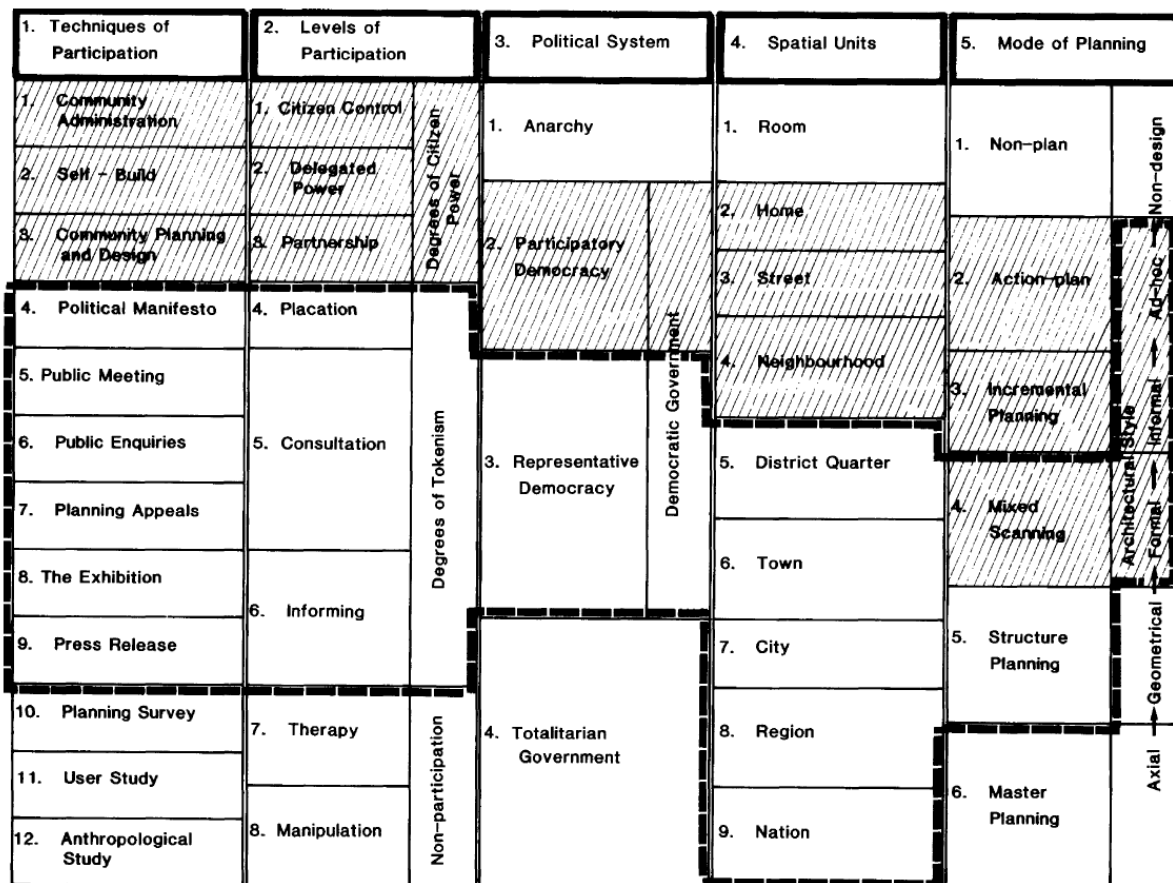 1. Techniques of
Participation
2. Levels of
Participation
3. Political System
4. Spatial Units
5. Mode of Planning
1. Community
Administration
2. Self - Build
3. Community Planning
and Design
4. Political Manifesto
5. Public Meeting
6. Public Enquiries
7. Planning Appeals
8. The Exhibition
9. Press Release
10. Planning Survey
11. User Study
12. Anthropological
Study
1. Citizen Control
2. Delegated
Power
3. Partnership
4. Placation
5. Consultation
6. Informing
7. Therapy
8. Manipulation
Degrees of Citizen
Power
Degrees of Tokenism
Non-participation
1. Anarchy
2. Participatory
Democracy
3. Representative
Democracy
4. Totalitarian
Government
Democratic Government
1. Room
2. Home
3. Street
4. Neighbourhood
5. District Quarter
6. Town
7. City
8. Region
9. Nation
1. Non-plan
2. Action-plan
3. Incremental
Planning
4. Mixed
Scanning
5. Structure
Planning
6. Master
Planning
Architectural Style
Axial → Geometrical → Formal → Informal → Ad-hoc → Non-design